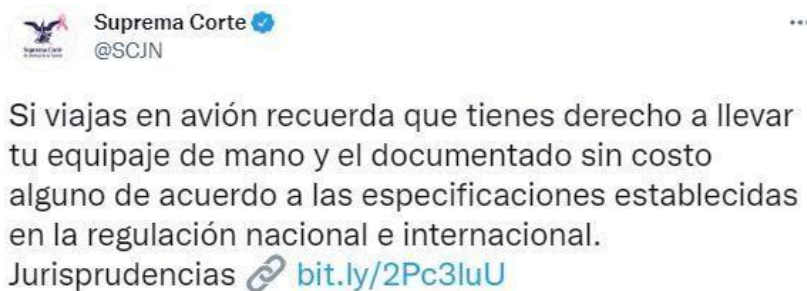 Suprema Corte
@SCJN
Si viajas en avión recuerda que tienes derecho a llevar
tu equipaje de mano y el documentado sin costo
alguno de acuerdo a las especificaciones establecidas
en la regulación nacional e internacional.
Jurisprudencias 🔗 bit.ly/2Pc3luU